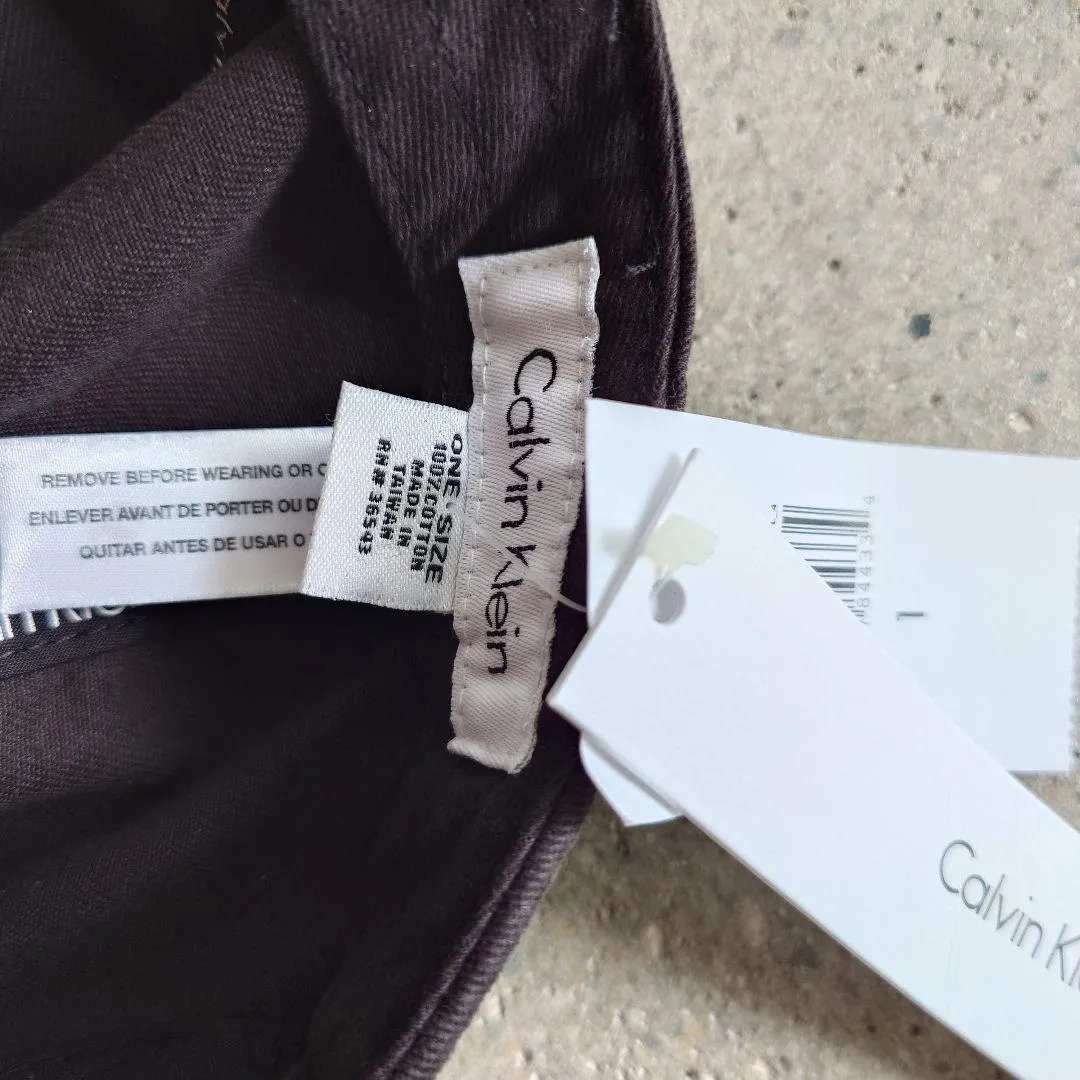 Calvin Klein
ONE SIZE
100% COTTON
MADE IN
TAIWAN
RN# 36543
REMOVE BEFORE WEARING OR
ENLEVER AVANT DE PORTER OU
QUITAR ANTES DE USAR O
Calvin